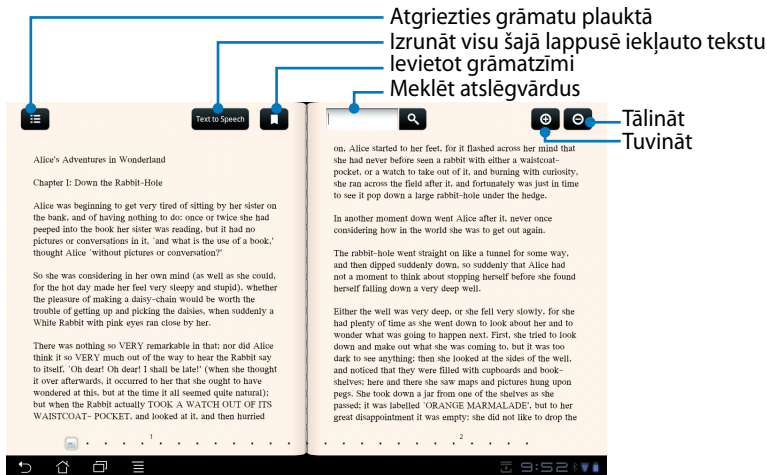 Atgriezties grāmatu plauktā
Izrunāt visu šajā lappusē iekļauto tekstu
Ievietot grāmatzīmi
Meklēt atslēgvārdus
Text to Speech
Tālināt
Tuvināt
Alice's Adventures in Wonderland
Chapter I: Down the Rabbit-Hole
Alice was beginning to get very tired of sitting by her sister on
the bank, and of having nothing to do: once or twice she had
peeped into the book her sister was reading, but it had no
pictures or conversations in it, `and what is the use of a book,'
thought Alice `without pictures or conversation?'
So she was considering in her own mind (as well as she could,
for the hot day made her feel very sleepy and stupid), whether
the pleasure of making a daisy-chain would be worth the
trouble of getting up and picking the daisies, when suddenly a
White Rabbit with pink eyes ran close by her.
There was nothing so VERY remarkable in that; nor did Alice
think it so VERY much out of the way to hear the Rabbit say
to itself, `Oh dear! Oh dear! I shall be late!' (when she thought
it over afterwards, it occurred to her that she ought to have
wondered at this, but at the time it all seemed quite natural);
but when the Rabbit actually TOOK A WATCH OUT OF ITS
WAISTCOAT- POCKET, and looked at it, and then hurried
1
on, Alice started to her feet, for it flashed across her mind that
she had never before seen a rabbit with either a waistcoat-
pocket, or a watch to take out of it, and burning with curiosity,
she ran across the field after it, and fortunately was just in time
to see it pop down a large rabbit-hole under the hedge.
In another moment down went Alice after it, never once
considering how in the world she was to get out again.
The rabbit-hole went straight on like a tunnel for some way,
and then dipped suddenly down, so suddenly that Alice had
not a moment to think about stopping herself before she found
herself falling down a very deep well.
Either the well was very deep, or she fell very slowly, for she
had plenty of time as she went down to look about her and to
wonder what was going to happen next. First, she tried to look
down and make out what she was coming to, but it was too
dark to see anything; then she looked at the sides of the well,
and noticed that they were filled with cupboards and book-
shelves; here and there she saw maps and pictures hung upon
pegs. She took down a jar from one of the shelves as she
passed; it was labelled `ORANGE MARMALADE', but to her
great disappointment it was empty: she did not like to drop the
2
9:52